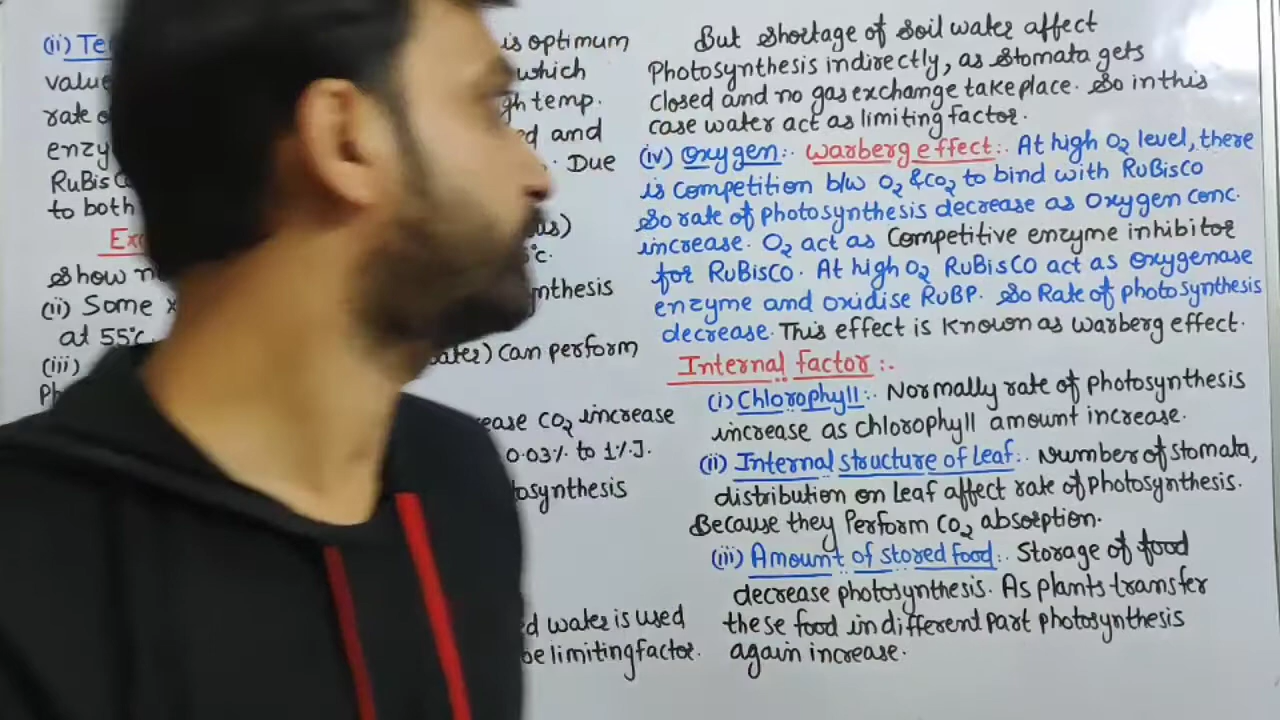 (ii) Te is optimum
value which
rate o gh temp.
enzy ed and
RuBisC . Due
to both
Exc us)
Show n °C.
(ii) Some x nthesis
at 55°C.
(iii) ater) can perform
Ph
ease CO2 increase
0.03% to 1%].
tosynthesis
ed water is used
be limiting factor.
But shortage of soil water affect
Photosynthesis indirectly, as stomata gets
closed and no gas exchange take place. So in this
case water act as limiting factor.
(iv) Oxygen:- Warberg effect:- At high O2 level, there
is competition b/w O2 & CO2 to bind with RuBisCO
So rate of photosynthesis decrease as oxygen conc.
increase. O2 act as competitive enzyme inhibitor
for RuBisCO. At high O2 RuBisCO act as oxygenase
enzyme and oxidise RuBP. So Rate of photosynthesis
decrease. This effect is known as warberg effect.
Internal factor:-
(i) Chlorophyll:- Normally rate of photosynthesis
increase as chlorophyll amount increase.
(ii) Internal structure of Leaf:- Number of stomata,
distribution on leaf affect rate of photosynthesis.
Because they perform CO2 absorption.
(iii) Amount of stored food:- Storage of food
decrease photosynthesis. As plants transfer
these food in different part photosynthesis
again increase.